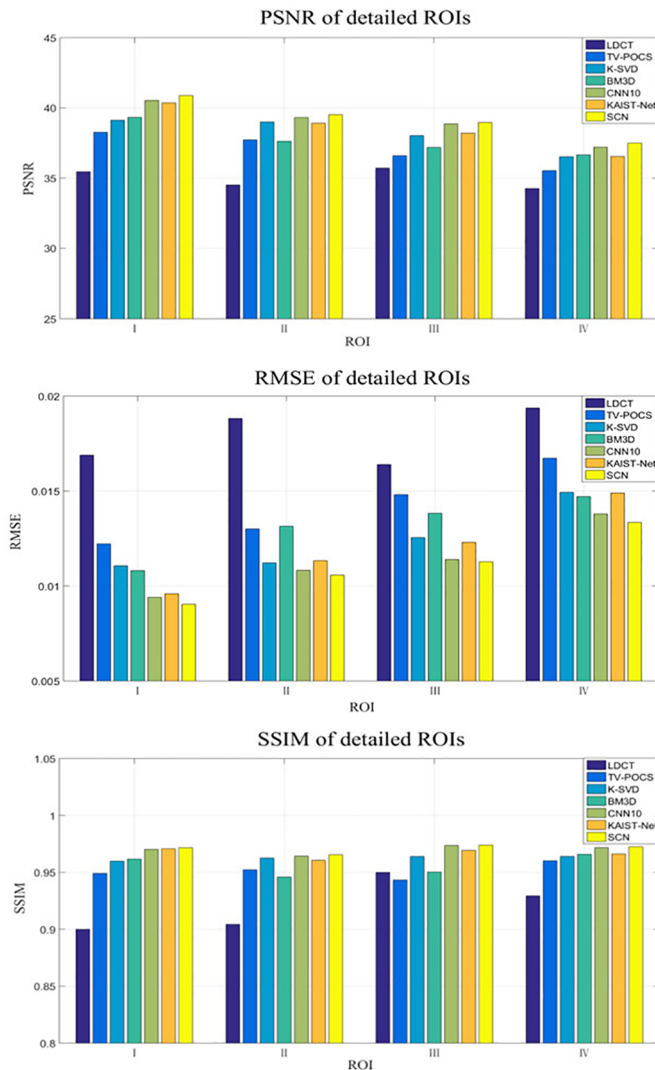 PSNR of detailed ROIs
45
40
35
30
25
PSNR
LDCT
TV-POCS
K-SVD
BM3D
CNN10
KAIST-Net
SCN
I II III IV
ROI
RMSE of detailed ROIs
0.02
0.015
0.01
0.005
RMSE
LDCT
TV-POCS
K-SVD
BM3D
CNN10
KAIST-Net
SCN
I II III IV
ROI
SSIM of detailed ROIs
1.05
1
0.95
0.9
0.85
0.8
SSIM
LDCT
TV-POCS
K-SVD
BM3D
CNN10
KAIST-Net
SCN
I II III IV
ROI